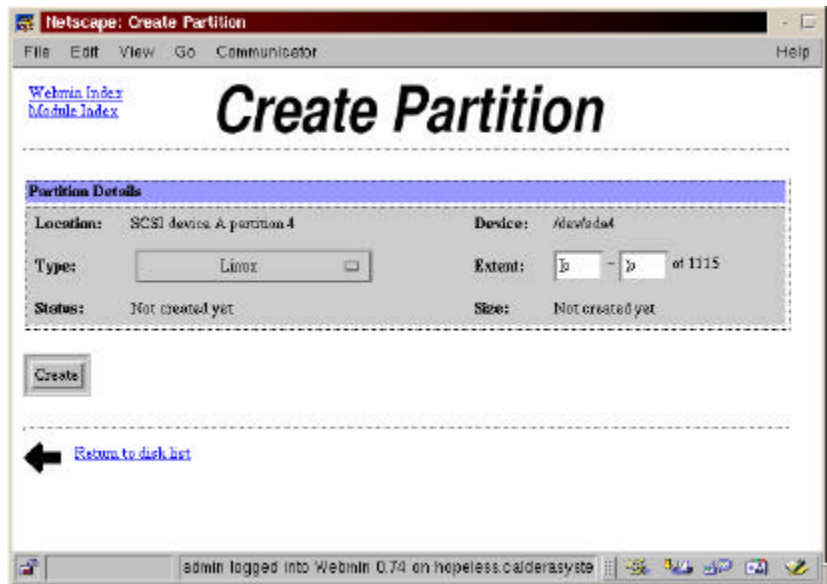 Netscape: Create Partition
File Edit View Go Communicator Help
Webmin Index
Module Index
Create Partition
Partition Details
Location: SCSI device A partition 4 Device: /dev/sda4
Type: Linux Extent: - of 1115
Status: Not created yet Size: Not created yet
Create
Return to disk list
admin logged into Webmin 0.74 on hopeless.calderasyste